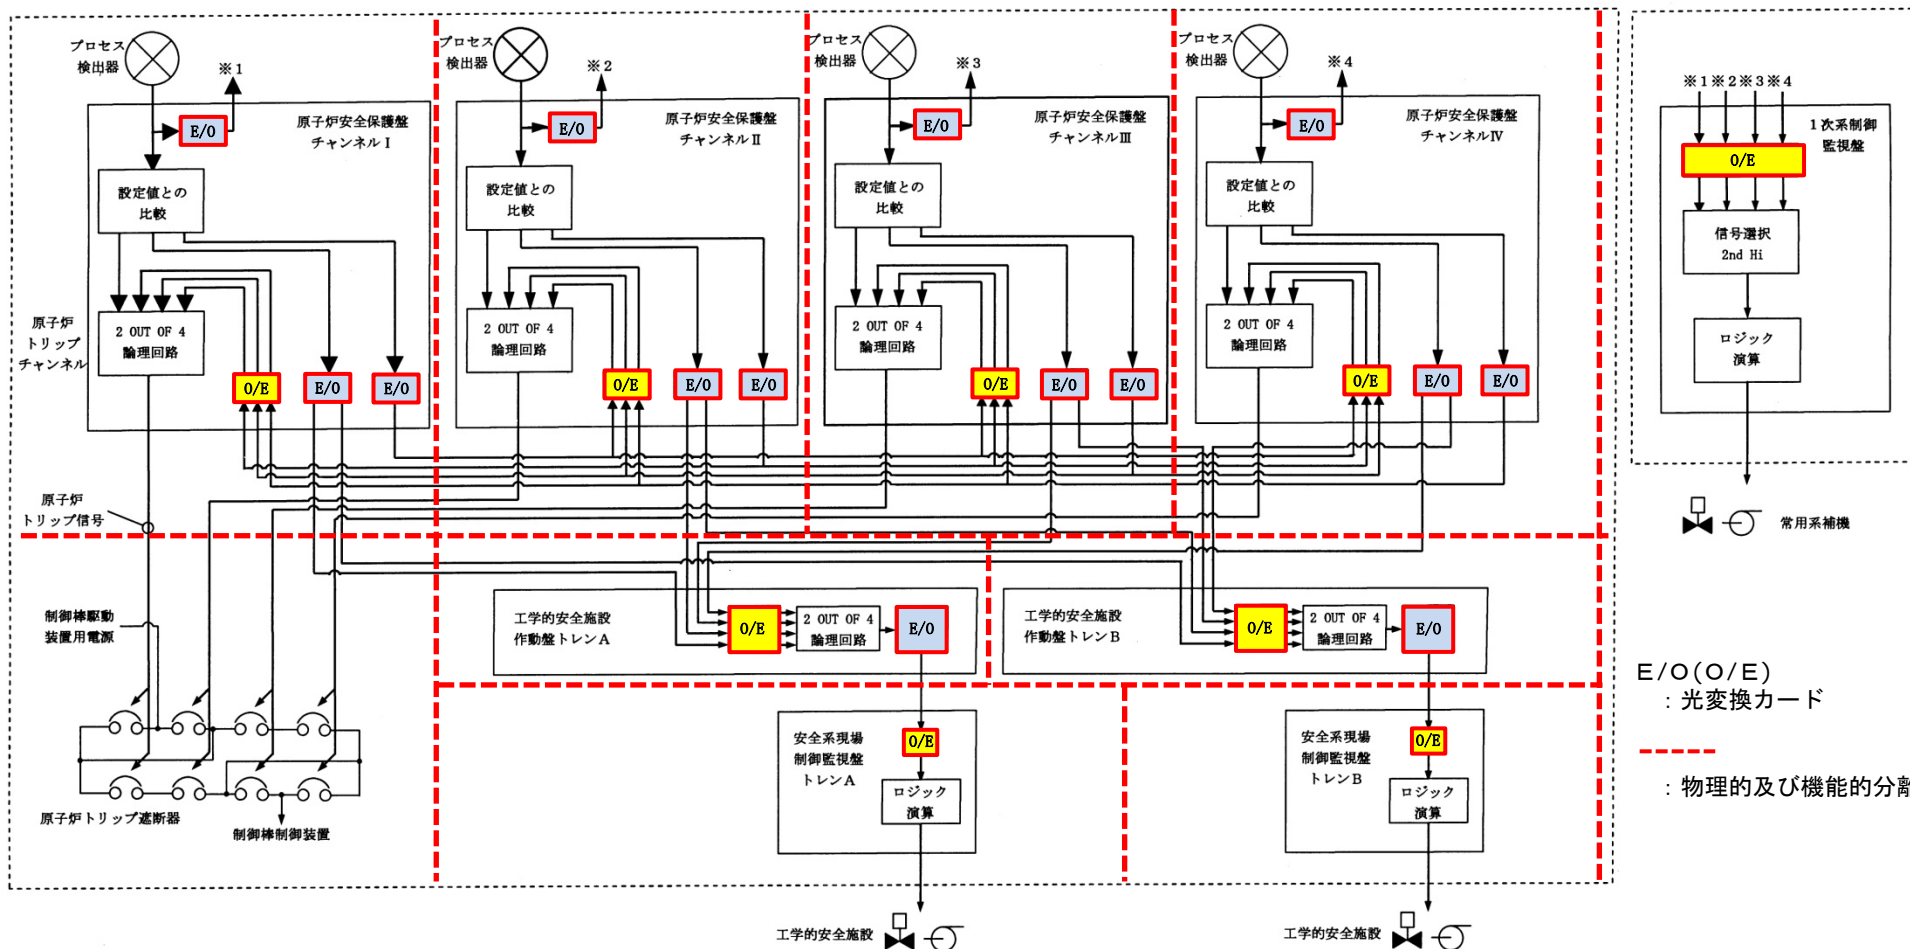 プロセス
検出器
※1
E/O
原子炉安全保護盤
チャンネルⅠ
設定値との
比較
2 OUT OF 4
論理回路
O/E
E/O
E/O
プロセス
検出器
※2
E/O
原子炉安全保護盤
チャンネルⅡ
設定値との
比較
2 OUT OF 4
論理回路
O/E
E/O
E/O
プロセス
検出器
※3
E/O
原子炉安全保護盤
チャンネルⅢ
設定値との
比較
2 OUT OF 4
論理回路
O/E
E/O
E/O
プロセス
検出器
※4
E/O
原子炉安全保護盤
チャンネルⅣ
設定値との
比較
2 OUT OF 4
論理回路
O/E
E/O
E/O
※1 ※2 ※3 ※4
1次系制御
監視盤
O/E
信号選択
2nd Hi
ロジック
演算
常用系補機
原子炉
トリップ
チャンネル
原子炉
トリップ信号
制御棒駆動
装置用電源
原子炉トリップ遮断器
制御棒制御装置
工学的安全施設
作動盤トレンA
O/E
2 OUT OF 4
論理回路
E/O
工学的安全施設
作動盤トレンB
O/E
2 OUT OF 4
論理回路
E/O
安全系現場
制御監視盤
トレンA
O/E
ロジック
演算
工学的安全施設
安全系現場
制御監視盤
トレンB
O/E
ロジック
演算
工学的安全施設
E/O(O/E)
:光変換カード
:物理的及び機能的分離